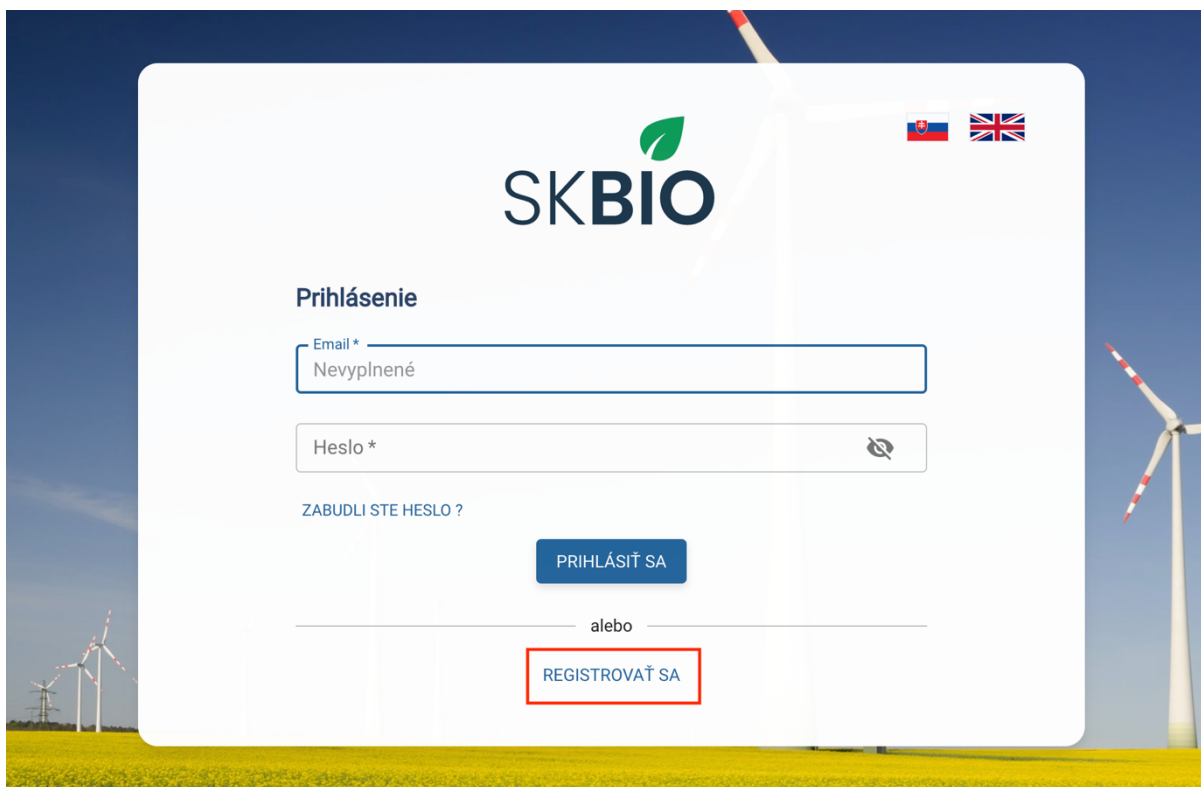 SKBIO
Prihlásenie
Email *
Nevyplnené
Heslo *
ZABUDLI STE HESLO ?
PRIHLÁSIŤ SA
alebo
REGISTROVAŤ SA